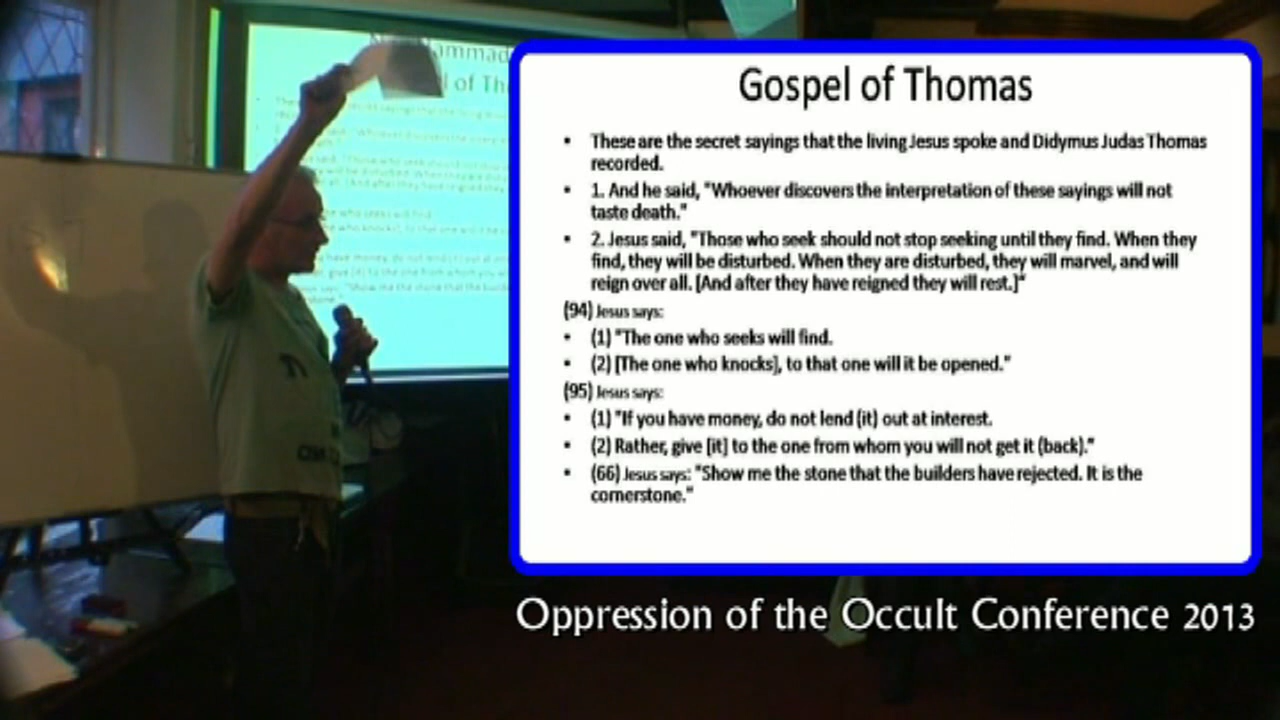 ammad
l of Th
Gospel of Thomas
• These are the secret sayings that the living Jesus spoke and Didymus Judas Thomas
recorded.
• 1. And he said, "Whoever discovers the interpretation of these sayings will not
taste death."
• 2. Jesus said, "Those who seek should not stop seeking until they find. When they
find, they will be disturbed. When they are disturbed, they will marvel, and will
reign over all. [And after they have reigned they will rest.]"
(94) Jesus says:
• (1) "The one who seeks will find.
• (2) [The one who knocks], to that one will it be opened."
(95) Jesus says:
• (1) "If you have money, do not lend (it) out at interest.
• (2) Rather, give [it] to the one from whom you will not get it (back)."
• (66) Jesus says: "Show me the stone that the builders have rejected. It is the
cornerstone."
Oppression of the Occult Conference 2013